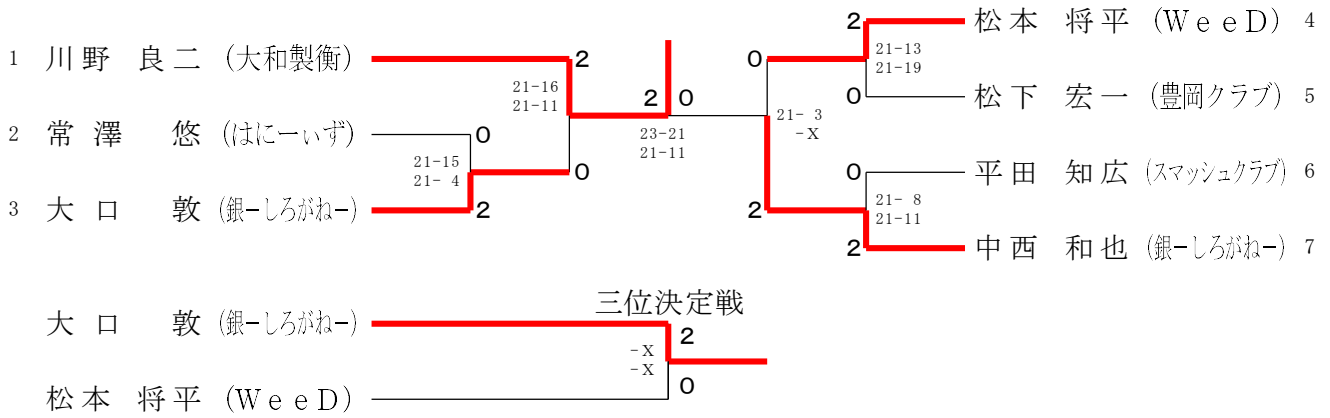 1 川野 良二 (大和製衡)
2 常澤 悠 (はにーぃず)
3 大口 敦 (銀ーしろがねー)
2
21-16
21-11
0
21-15
21- 4
0
2
2 0
23-21
21-11
0
21- 3
-X
2
2
21-13
21-19
0
0
21- 8
21-11
2
松本 将平 (WeeD) 4
松下 宏一 (豊岡クラブ) 5
平田 知広 (スマッシュクラブ) 6
中西 和也 (銀ーしろがねー) 7
三位決定戦
大口 敦 (銀ーしろがねー)
松本 将平 (WeeD)
2
-X
-X
0